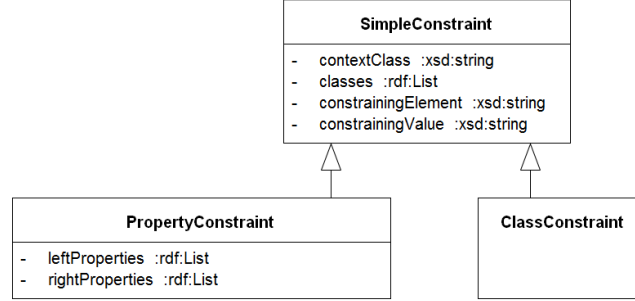 SimpleConstraint
- contextClass :xsd:string
- classes :rdf:List
- constrainingElement :xsd:string
- constrainingValue :xsd:string
PropertyConstraint
- leftProperties :rdf:List
- rightProperties :rdf:List
ClassConstraint